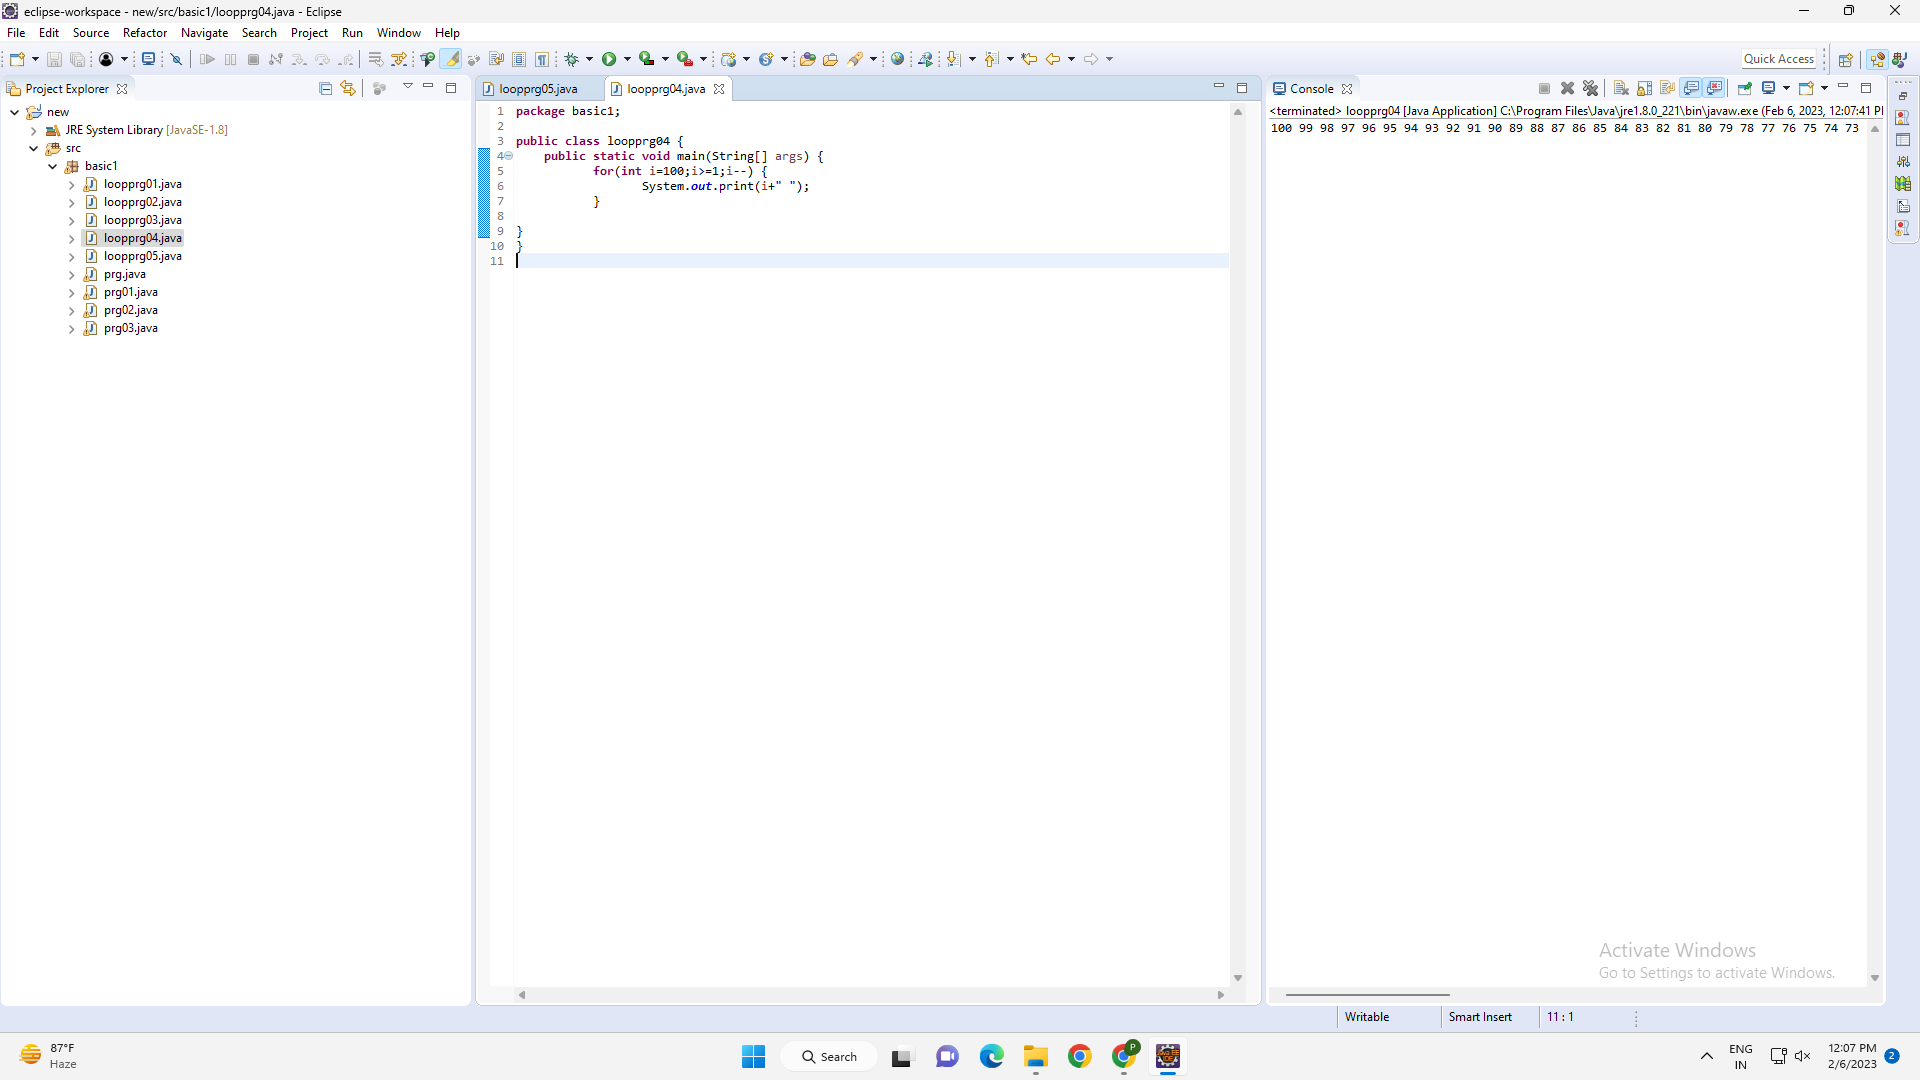 eclipse-workspace - new/src/basic1/loopprg04.java - Eclipse
File Edit Source Refactor Navigate Search Project Run Window Help
Quick Access
Project Explorer
new
JRE System Library [JavaSE-1.8]
src
basic1
loopprg01.java
loopprg02.java
loopprg03.java
loopprg04.java
loopprg05.java
prg.java
prg01.java
prg02.java
prg03.java
loopprg05.java loopprg04.java
1 package basic1;
2
3 public class loopprg04 {
4 public static void main(String[] args) {
5 for(int i=100;i>=1;i--) {
6 System.out.print(i+" ");
7 }
8
9 }
10 }
11
Console
<terminated> loopprg04 [Java Application] C:\Program Files\Java\jre1.8.0_221\bin\javaw.exe (Feb 6, 2023, 12:07:41 P
100 99 98 97 96 95 94 93 92 91 90 89 88 87 86 85 84 83 82 81 80 79 78 77 76 75 74 73
Activate Windows
Go to Settings to activate Windows.
Writable Smart Insert 11 : 1
87°F
Haze
Search
P
ENG
IN
12:07 PM
2/6/2023
2